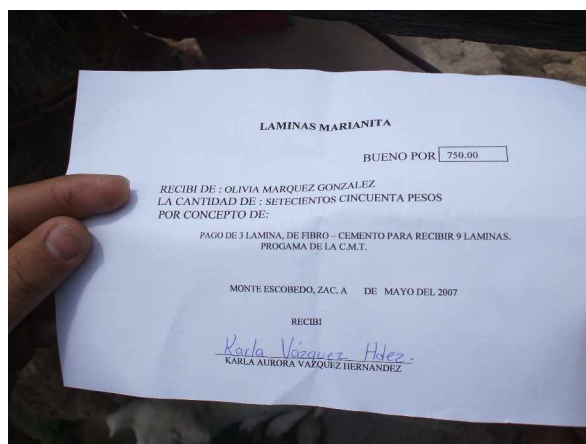 LAMINAS MARIANITA
BUENO POR 750.00
RECIBI DE : OLIVIA MARQUEZ GONZALEZ
LA CANTIDAD DE : SETECIENTOS CINCUENTA PESOS
POR CONCEPTO DE:
PAGO DE 3 LAMINA, DE FIBRO – CEMENTO PARA RECIBIR 9 LAMINAS.
PROGAMA DE LA C.M.T.
MONTE ESCOBEDO, ZAC. A DE MAYO DEL 2007
RECIBI
Karla Vázquez Hdez.
KARLA AURORA VAZQUEZ HERNANDEZ